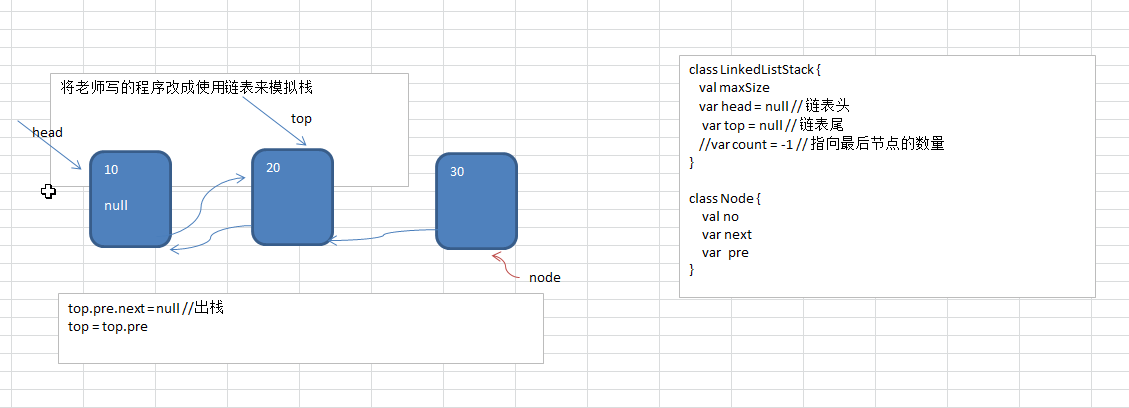 将老师写的程序改成使用链表来模拟栈
head
top
10
null
20
30
node
top.pre.next = null //出栈
top = top.pre
class LinkedListStack {
val maxSize
var head = null // 链表头
var top = null // 链表尾
//var count = -1 // 指向最后节点的数量
}
class Node {
val no
var next
var pre
}